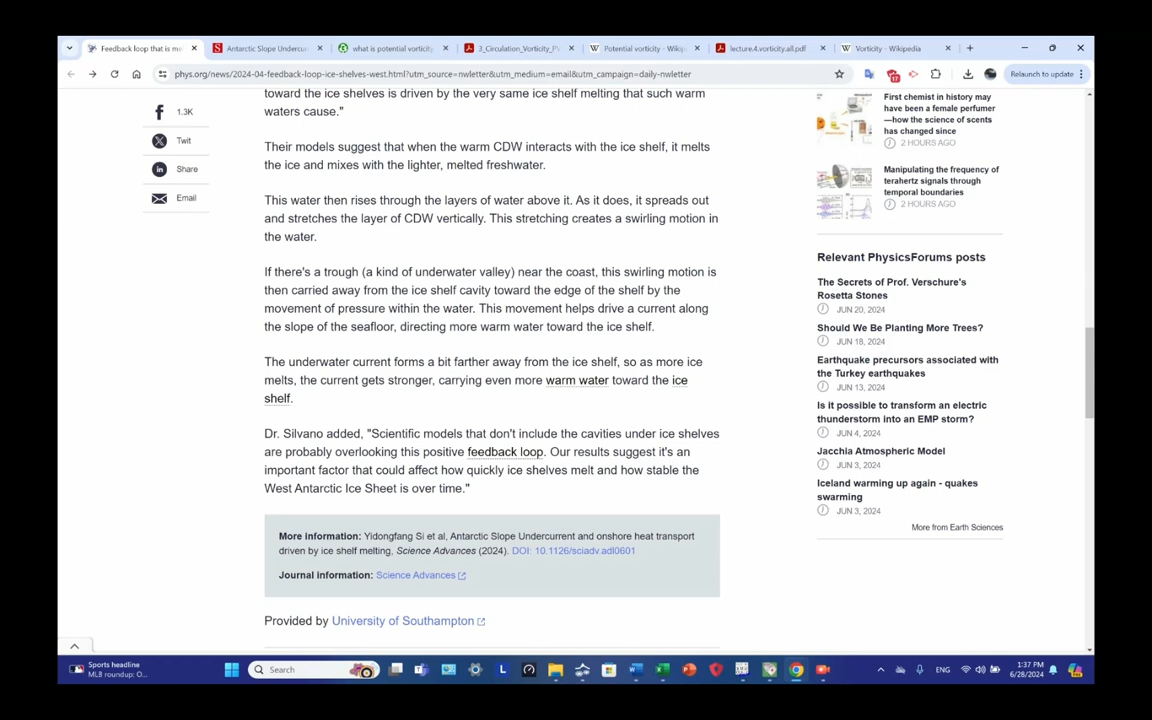 Feedback loop that is m
Antarctic Slope Undercur
what is potential vorticity
3_Circulation_Vorticity_P
Potential vorticity - Wikip
lecture.4.vorticity.all.pdf
Vorticity - Wikipedia
phys.org/news/2024-04-feedback-loop-ice-shelves-west.html?utm_source=nwletter&utm_medium=email&utm_campaign=daily-nwletter
Relaunch to update
1.3K
Twit
Share
Email
toward the ice shelves is driven by the very same ice shelf melting that such warm
waters cause."
Their models suggest that when the warm CDW interacts with the ice shelf, it melts
the ice and mixes with the lighter, melted freshwater.
This water then rises through the layers of water above it. As it does, it spreads out
and stretches the layer of CDW vertically. This stretching creates a swirling motion in
the water.
If there's a trough (a kind of underwater valley) near the coast, this swirling motion is
then carried away from the ice shelf cavity toward the edge of the shelf by the
movement of pressure within the water. This movement helps drive a current along
the slope of the seafloor, directing more warm water toward the ice shelf.
The underwater current forms a bit farther away from the ice shelf, so as more ice
melts, the current gets stronger, carrying even more warm water toward the ice
shelf.
Dr. Silvano added, "Scientific models that don't include the cavities under ice shelves
are probably overlooking this positive feedback loop. Our results suggest it's an
important factor that could affect how quickly ice shelves melt and how stable the
West Antarctic Ice Sheet is over time."
More information: Yidongfang Si et al, Antarctic Slope Undercurrent and onshore heat transport
driven by ice shelf melting, Science Advances (2024). DOI: 10.1126/sciadv.adl0601
Journal information: Science Advances
Provided by University of Southampton
First chemist in history may
have been a female perfumer
—how the science of scents
has changed since
2 HOURS AGO
Manipulating the frequency of
terahertz signals through
temporal boundaries
2 HOURS AGO
Relevant PhysicsForums posts
The Secrets of Prof. Verschure's
Rosetta Stones
JUN 20, 2024
Should We Be Planting More Trees?
JUN 18, 2024
Earthquake precursors associated with
the Turkey earthquakes
JUN 13, 2024
Is it possible to transform an electric
thunderstorm into an EMP storm?
JUN 4, 2024
Jacchia Atmospheric Model
JUN 3, 2024
Iceland warming up again - quakes
swarming
JUN 3, 2024
More from Earth Sciences
Sports headline
MLB roundup: O...
Search
ENG
1:37 PM
6/28/2024